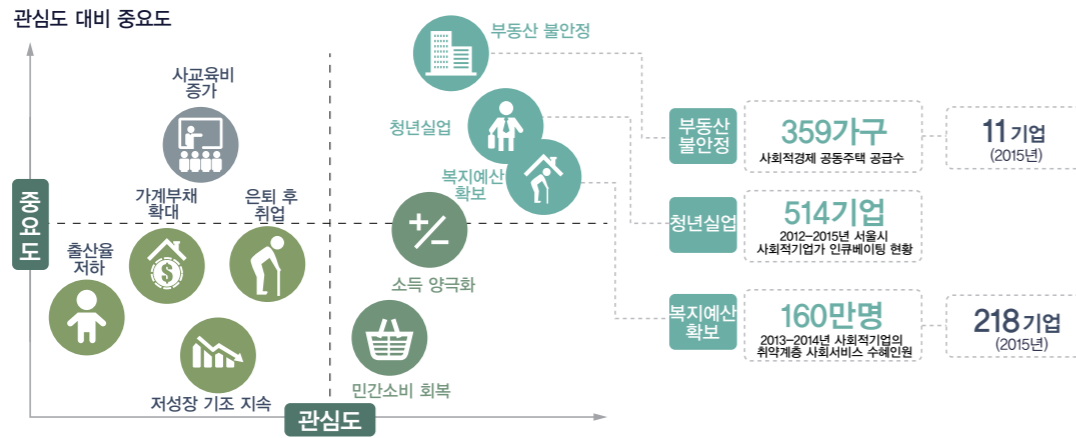 관심도 대비 중요도
부동산 불안정
사교육비
증가
청년실업
복지예산
확보
가계부채
확대
은퇴 후
취업
중요도
출산율
저하
소득 양극화
저성장 기조 지속
민간소비 회복
관심도
부동산
불안정
359가구
사회적경제 공동주택 공급수
11기업
(2015년)
청년실업
514기업
2012–2015년 서울시
사회적기업가 인큐베이팅 현황
복지예산
확보
160만명
2013–2014년 사회적기업의
취약계층 사회서비스 수혜인원
218기업
(2015년)